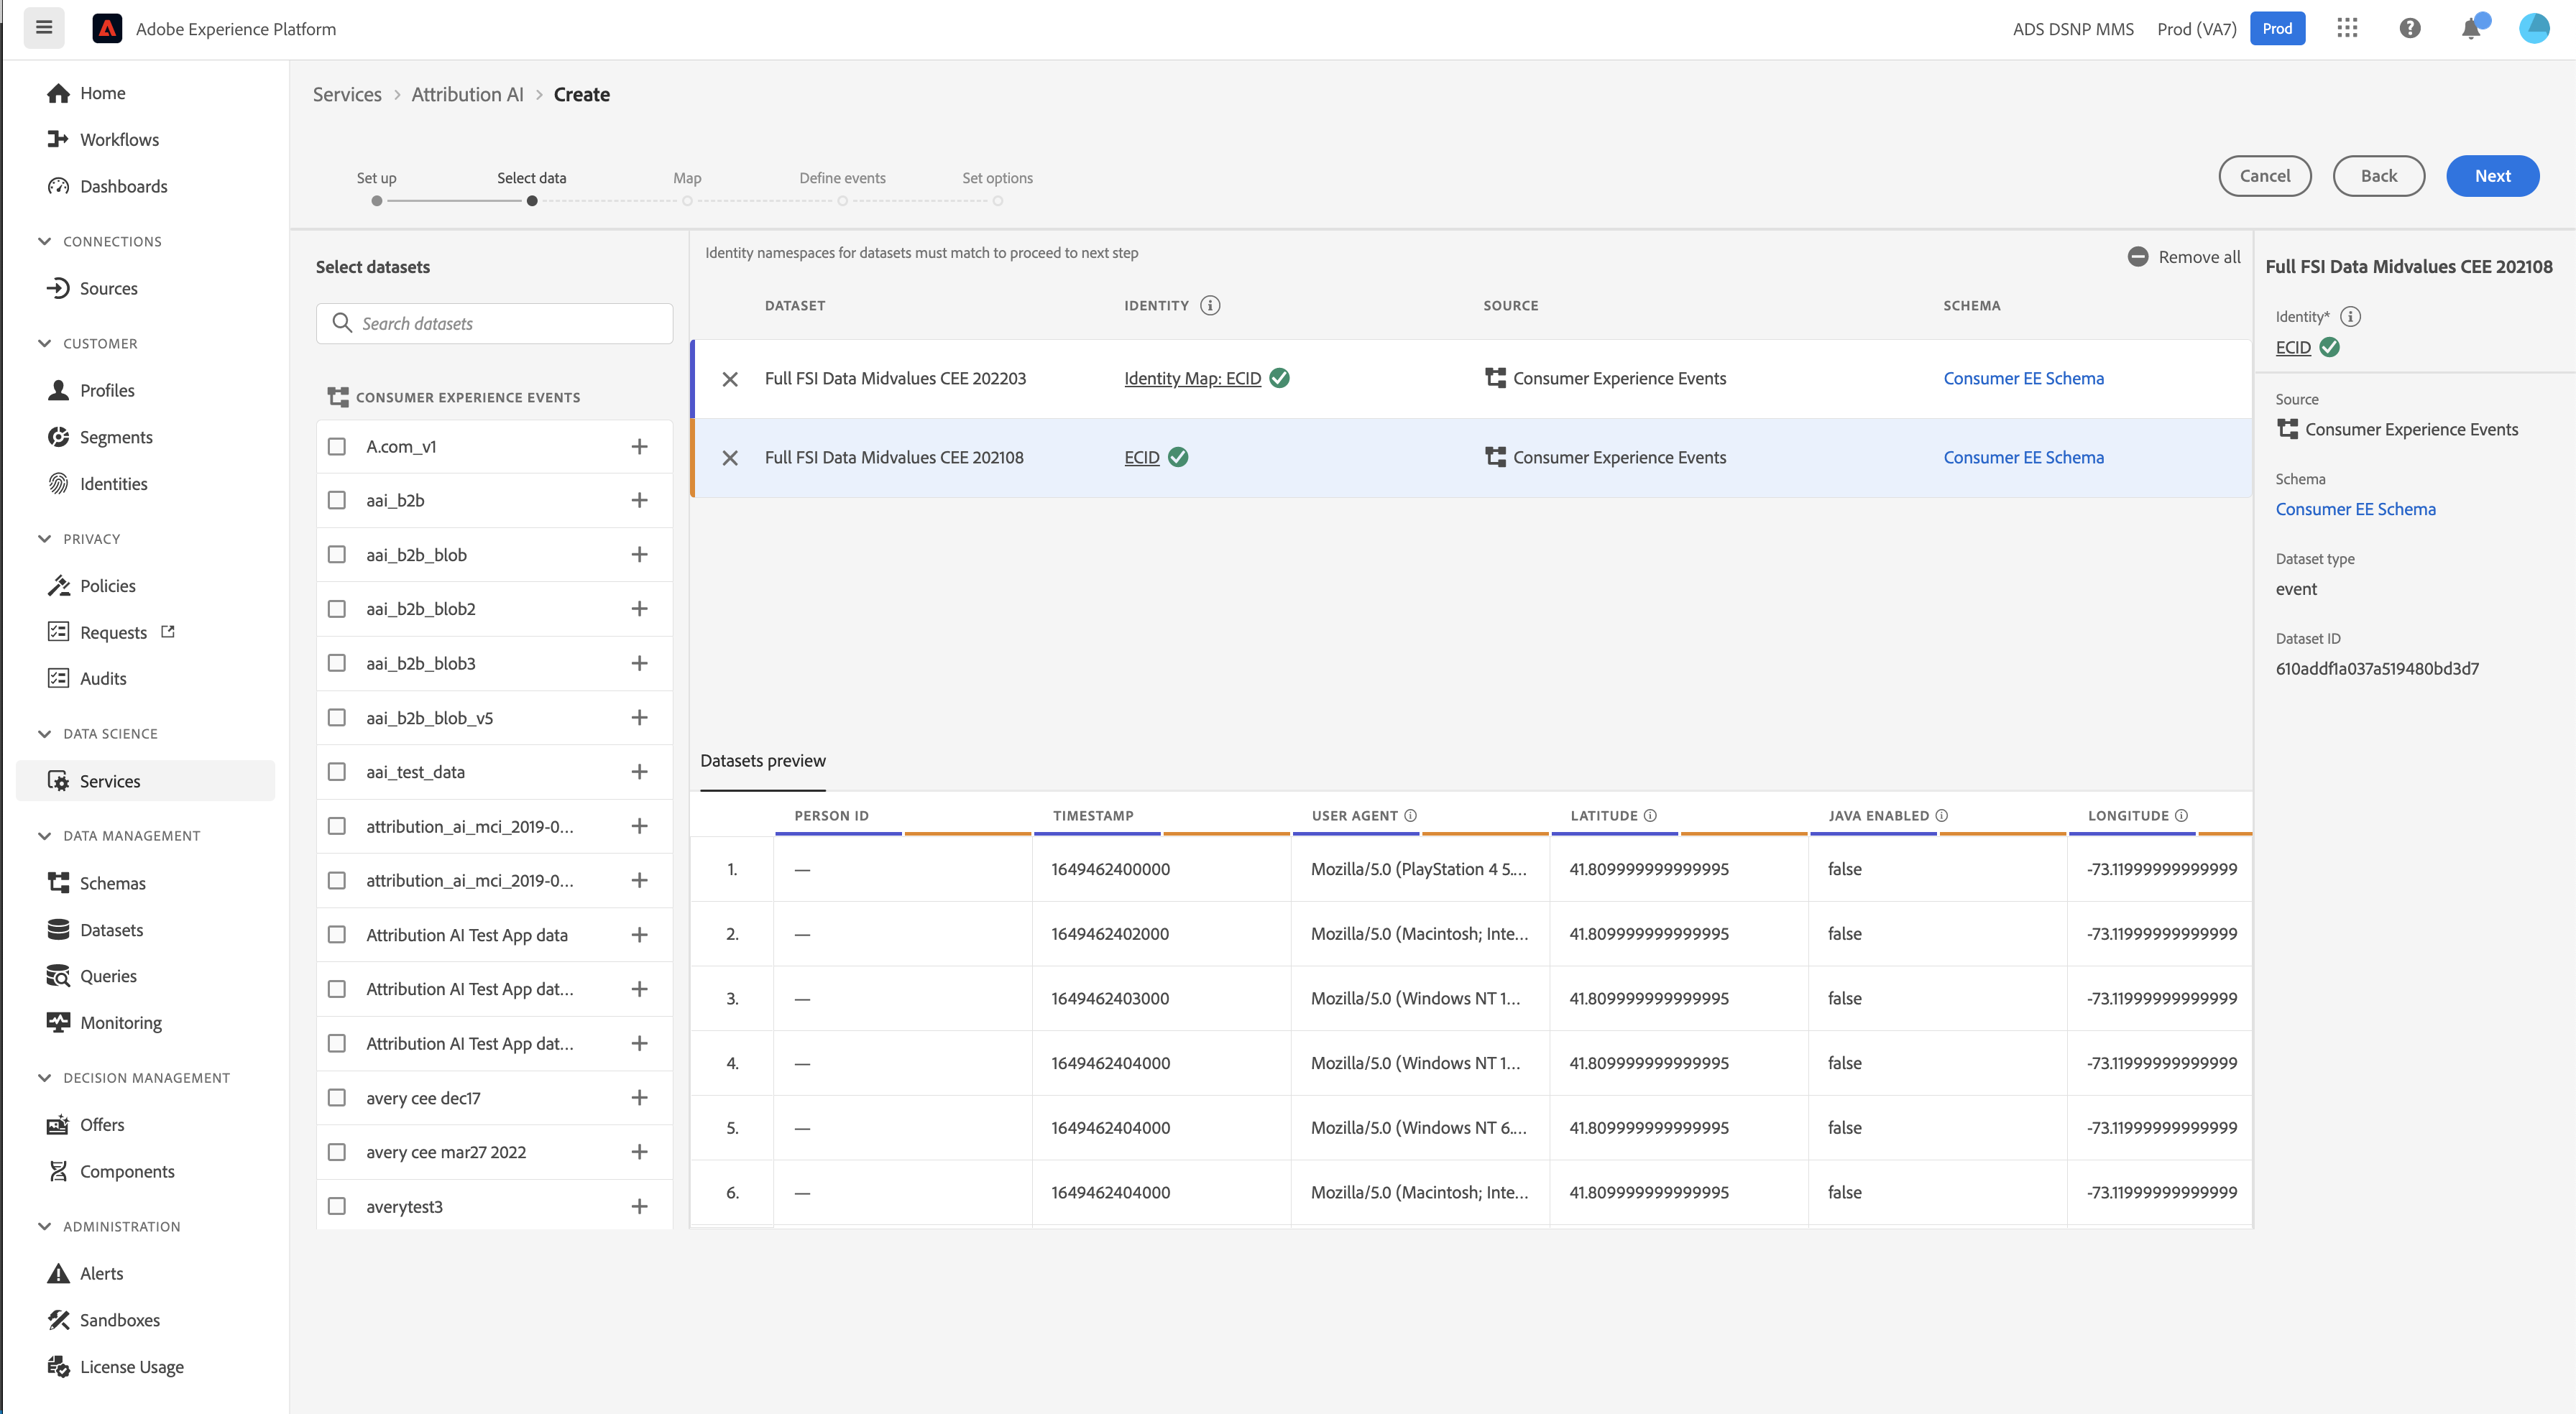 Adobe Experience Platform
ADS DSNP MMS
Prod (VA7)
Prod
Home
Workflows
Dashboards
CONNECTIONS
Sources
CUSTOMER
Profiles
Segments
Identities
PRIVACY
Policies
Requests
Audits
DATA SCIENCE
Services
DATA MANAGEMENT
Schemas
Datasets
Queries
Monitoring
DECISION MANAGEMENT
Offers
Components
ADMINISTRATION
Alerts
Sandboxes
License Usage
Services > Attribution AI > Create
Set up Select data Map Define events Set options
Cancel Back Next
Select datasets
Search datasets
CONSUMER EXPERIENCE EVENTS
A.com_v1
aai_b2b
aai_b2b_blob
aai_b2b_blob2
aai_b2b_blob3
aai_b2b_blob_v5
aai_test_data
attribution_ai_mci_2019-0...
attribution_ai_mci_2019-0...
Attribution AI Test App data
Attribution AI Test App dat...
Attribution AI Test App dat...
avery cee dec17
avery cee mar27 2022
averytest3
Identity namespaces for datasets must match to proceed to next step
Remove all
DATASET IDENTITY SOURCE SCHEMA
Full FSI Data Midvalues CEE 202203 Identity Map: ECID Consumer Experience Events Consumer EE Schema
Full FSI Data Midvalues CEE 202108 ECID Consumer Experience Events Consumer EE Schema
Datasets preview
PERSON ID TIMESTAMP USER AGENT LATITUDE JAVA ENABLED LONGITUDE
1. — 1649462400000 Mozilla/5.0 (PlayStation 4 5.... 41.809999999999995 false -73.11999999999999
2. — 1649462402000 Mozilla/5.0 (Macintosh; Inte... 41.809999999999995 false -73.11999999999999
3. — 1649462403000 Mozilla/5.0 (Windows NT 1... 41.809999999999995 false -73.11999999999999
4. — 1649462404000 Mozilla/5.0 (Windows NT 1... 41.809999999999995 false -73.11999999999999
5. — 1649462404000 Mozilla/5.0 (Windows NT 6.... 41.809999999999995 false -73.11999999999999
6. — 1649462404000 Mozilla/5.0 (Macintosh; Inte... 41.809999999999995 false -73.11999999999999
Full FSI Data Midvalues CEE 202108
Identity*
ECID
Source
Consumer Experience Events
Schema
Consumer EE Schema
Dataset type
event
Dataset ID
610addf1a037a519480bd3d7